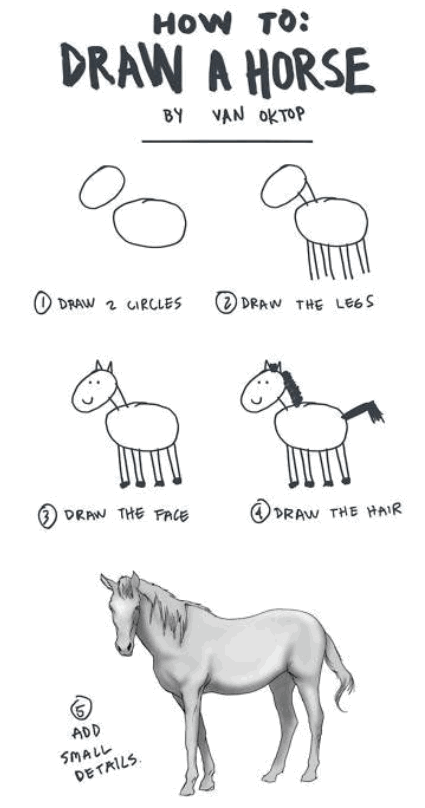 HOW TO:
DRAW A HORSE
BY VAN OKTOP
① DRAW 2 CIRCLES
② DRAW THE LEGS
③ DRAW THE FACE
④ DRAW THE HAIR
⑤
ADD
SMALL
DETAILS.